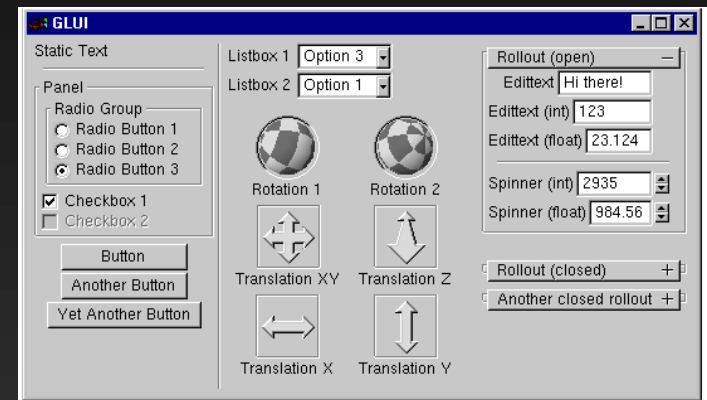 GLUI
Static Text
Panel
Radio Group
Radio Button 1
Radio Button 2
Radio Button 3
Checkbox 1
Checkbox 2
Button
Another Button
Yet Another Button
Listbox 1 Option 3
Listbox 2 Option 1
Rotation 1 Rotation 2
Translation XY Translation Z
Translation X Translation Y
Rollout (open) −
Edittext Hi there!
Edittext (int) 123
Edittext (float) 23.124
Spinner (int) 2935
Spinner (float) 984.56
Rollout (closed) +
Another closed rollout +